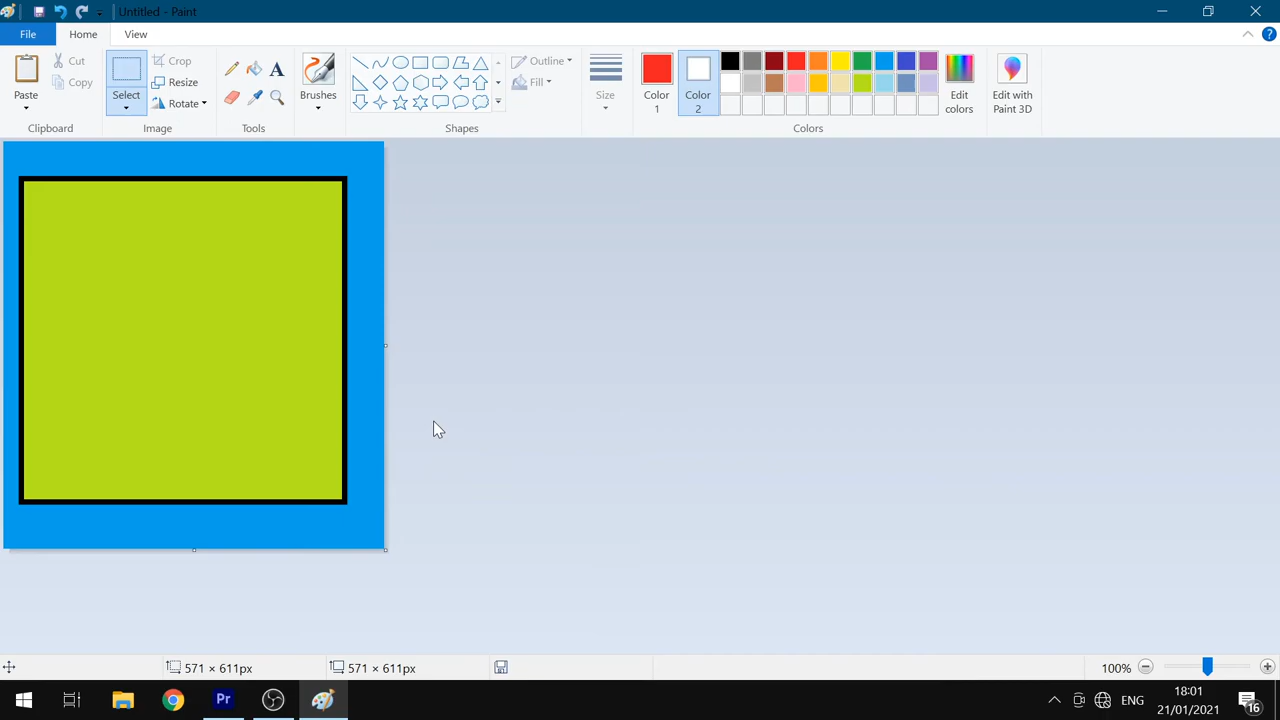 Untitled - Paint
File Home View
Paste
Cut
Copy
Clipboard
Select
Crop
Resize
Rotate
Image
A
Tools
Brushes
Shapes
Outline
Fill
Size
Color 1
Color 2
Edit colors
Colors
Edit with Paint 3D
571 × 611px
571 × 611px
100%
Pr
ENG
18:01
21/01/2021
16